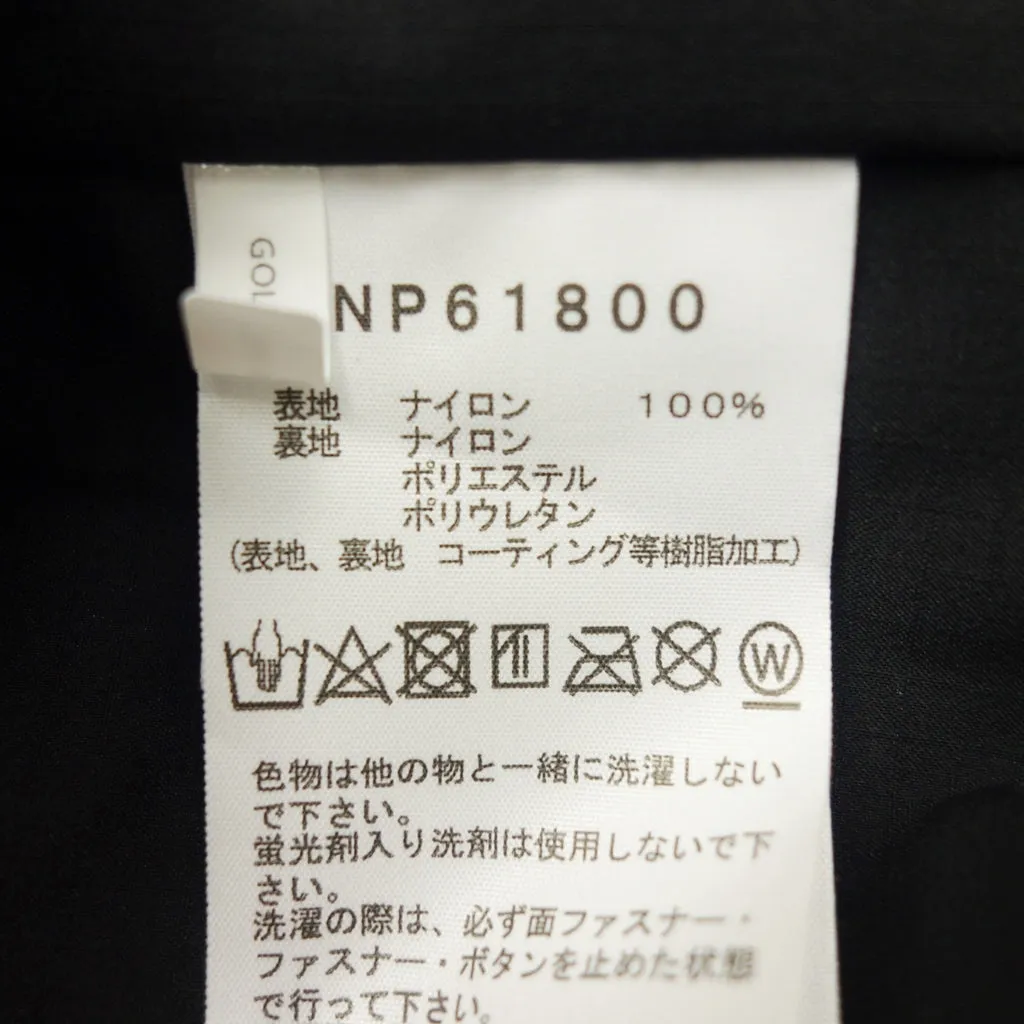 GOL
NP61800
表地 ナイロン 100%
裏地 ナイロン
ポリエステル
ポリウレタン
(表地、裏地 コーティング等樹脂加工)
W
色物は他の物と一緒に洗濯しない
で下さい。
蛍光剤入り洗剤は使用しないで下
さい。
洗濯の際は、必ず面ファスナー・
ファスナー・ボタンを止めた状態
で行って下さい。